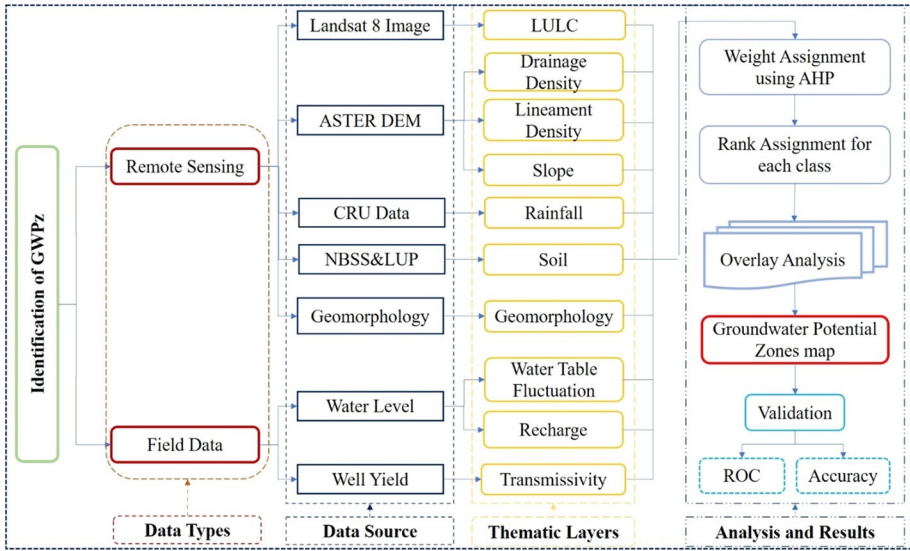 Identification of GWPz
Remote Sensing
Field Data
Data Types
Landsat 8 Image
ASTER DEM
CRU Data
NBSS&LUP
Geomorphology
Water Level
Well Yield
Data Source
LULC
Drainage
Density
Lineament
Density
Slope
Rainfall
Soil
Geomorphology
Water Table
Fluctuation
Recharge
Transmissivity
Thematic Layers
Weight Assignment
using AHP
Rank Assignment for
each class
Overlay Analysis
Groundwater Potential
Zones map
Validation
ROC
Accuracy
Analysis and Results